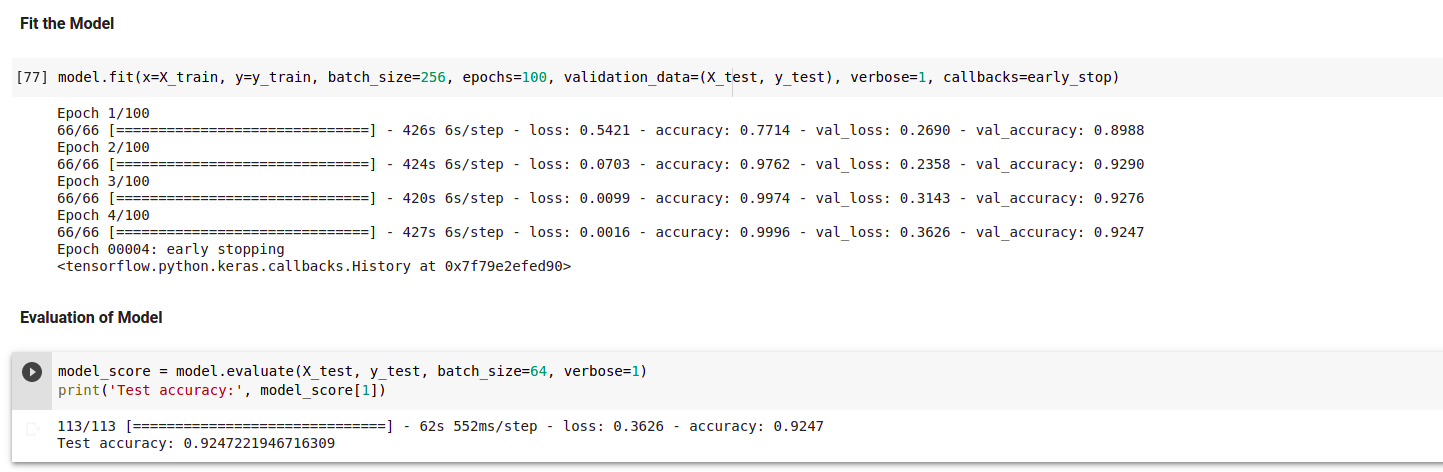 Fit the Model
[77] model.fit(x=X_train, y=y_train, batch_size=256, epochs=100, validation_data=(X_test, y_test), verbose=1, callbacks=early_stop)
Epoch 1/100
66/66 [==============================] - 426s 6s/step - loss: 0.5421 - accuracy: 0.7714 - val_loss: 0.2690 - val_accuracy: 0.8988
Epoch 2/100
66/66 [==============================] - 424s 6s/step - loss: 0.0703 - accuracy: 0.9762 - val_loss: 0.2358 - val_accuracy: 0.9290
Epoch 3/100
66/66 [==============================] - 420s 6s/step - loss: 0.0099 - accuracy: 0.9974 - val_loss: 0.3143 - val_accuracy: 0.9276
Epoch 4/100
66/66 [==============================] - 427s 6s/step - loss: 0.0016 - accuracy: 0.9996 - val_loss: 0.3626 - val_accuracy: 0.9247
Epoch 00004: early stopping
<tensorflow.python.keras.callbacks.History at 0x7f79e2efed90>
Evaluation of Model
model_score = model.evaluate(X_test, y_test, batch_size=64, verbose=1)
print('Test accuracy:', model_score[1])
113/113 [==============================] - 62s 552ms/step - loss: 0.3626 - accuracy: 0.9247
Test accuracy: 0.9247221946716309